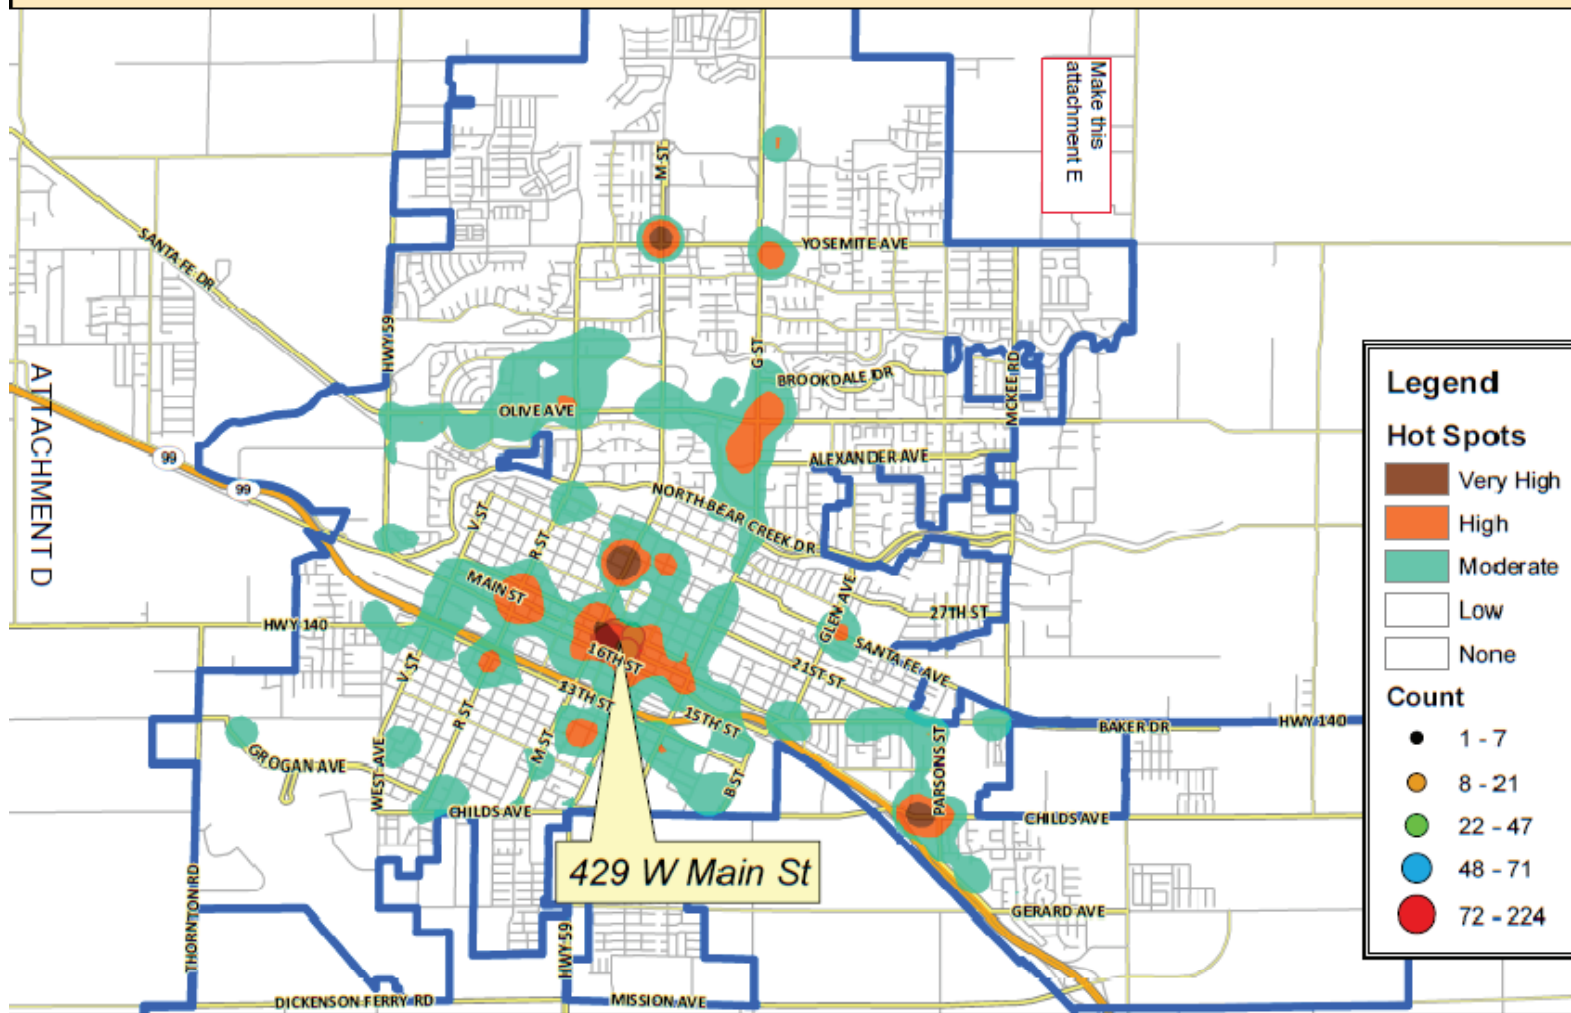 Make this
attachment E
M ST
YOSEMITE AVE
SANTA FE DR
HWY 59
G ST
BROOKDALE DR
MCKEE RD
OLIVE AVE
ALEXANDER AVE
99
99
ATTACHMENT D
V ST
R ST
NORTH BEAR CREEK DR
MAIN ST
GLEN AVE
27TH ST
HWY 140
16TH ST
SANTA FE AVE
21ST ST
V ST
13TH ST
R ST
15TH ST
M ST
B ST
PARSONS ST
BAKER DR
HWY 140
GROGAN AVE
WEST AVE
CHILDS AVE
CHILDS AVE
429 W Main St
THORNTON RD
HWY 59
GERARD AVE
DICKENSON FERRY RD
MISSION AVE
Legend
Hot Spots
Very High
High
Moderate
Low
None
Count
1 - 7
8 - 21
22 - 47
48 - 71
72 - 224